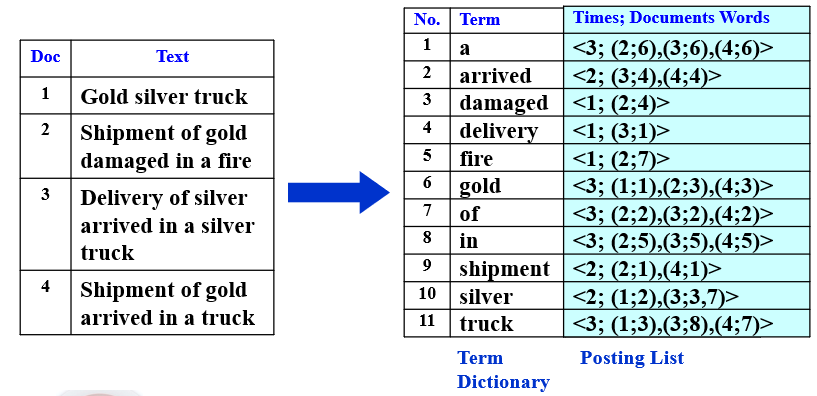 Doc Text
1 Gold silver truck
2 Shipment of gold
damaged in a fire
3 Delivery of silver
arrived in a silver
truck
4 Shipment of gold
arrived in a truck
No. Term Times; Documents Words
1 a <3; (2;6),(3;6),(4;6)>
2 arrived <2; (3;4),(4;4)>
3 damaged <1; (2;4)>
4 delivery <1; (3;1)>
5 fire <1; (2;7)>
6 gold <3; (1;1),(2;3),(4;3)>
7 of <3; (2;2),(3;2),(4;2)>
8 in <3; (2;5),(3;5),(4;5)>
9 shipment <2; (2;1),(4;1)>
10 silver <2; (1;2),(3;3,7)>
11 truck <3; (1;3),(3;8),(4;7)>
Term Posting List
Dictionary